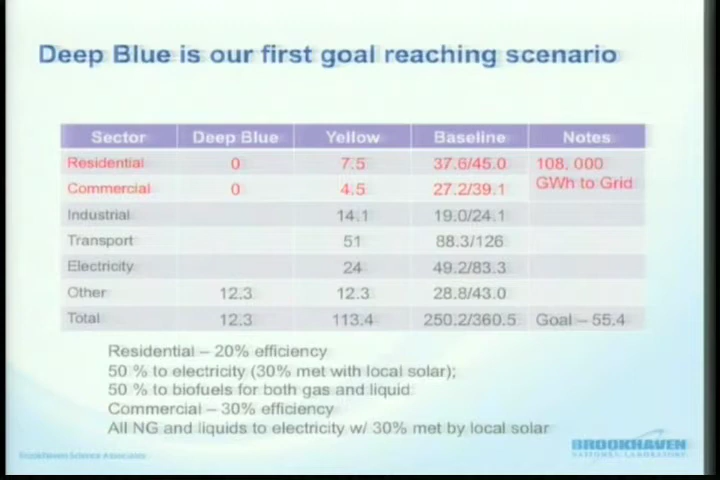 Deep Blue is our first goal reaching scenario
Sector Deep Blue Yellow Baseline Notes
Residential 0 7.5 37.6/45.0 108, 000
Commercial 0 4.5 27.2/39.1 GWh to Grid
Industrial 14.1 19.0/24.1
Transport 51 88.3/126
Electricity 24 49.2/83.3
Other 12.3 12.3 28.8/43.0
Total 12.3 113.4 250.2/360.5 Goal – 55.4
Residential – 20% efficiency
50 % to electricity (30% met with local solar);
50 % to biofuels for both gas and liquid
Commercial – 30% efficiency
All NG and liquids to electricity w/ 30% met by local solar
Brookhaven Science Associates
BROOKHAVEN
NATIONAL LABORATORY